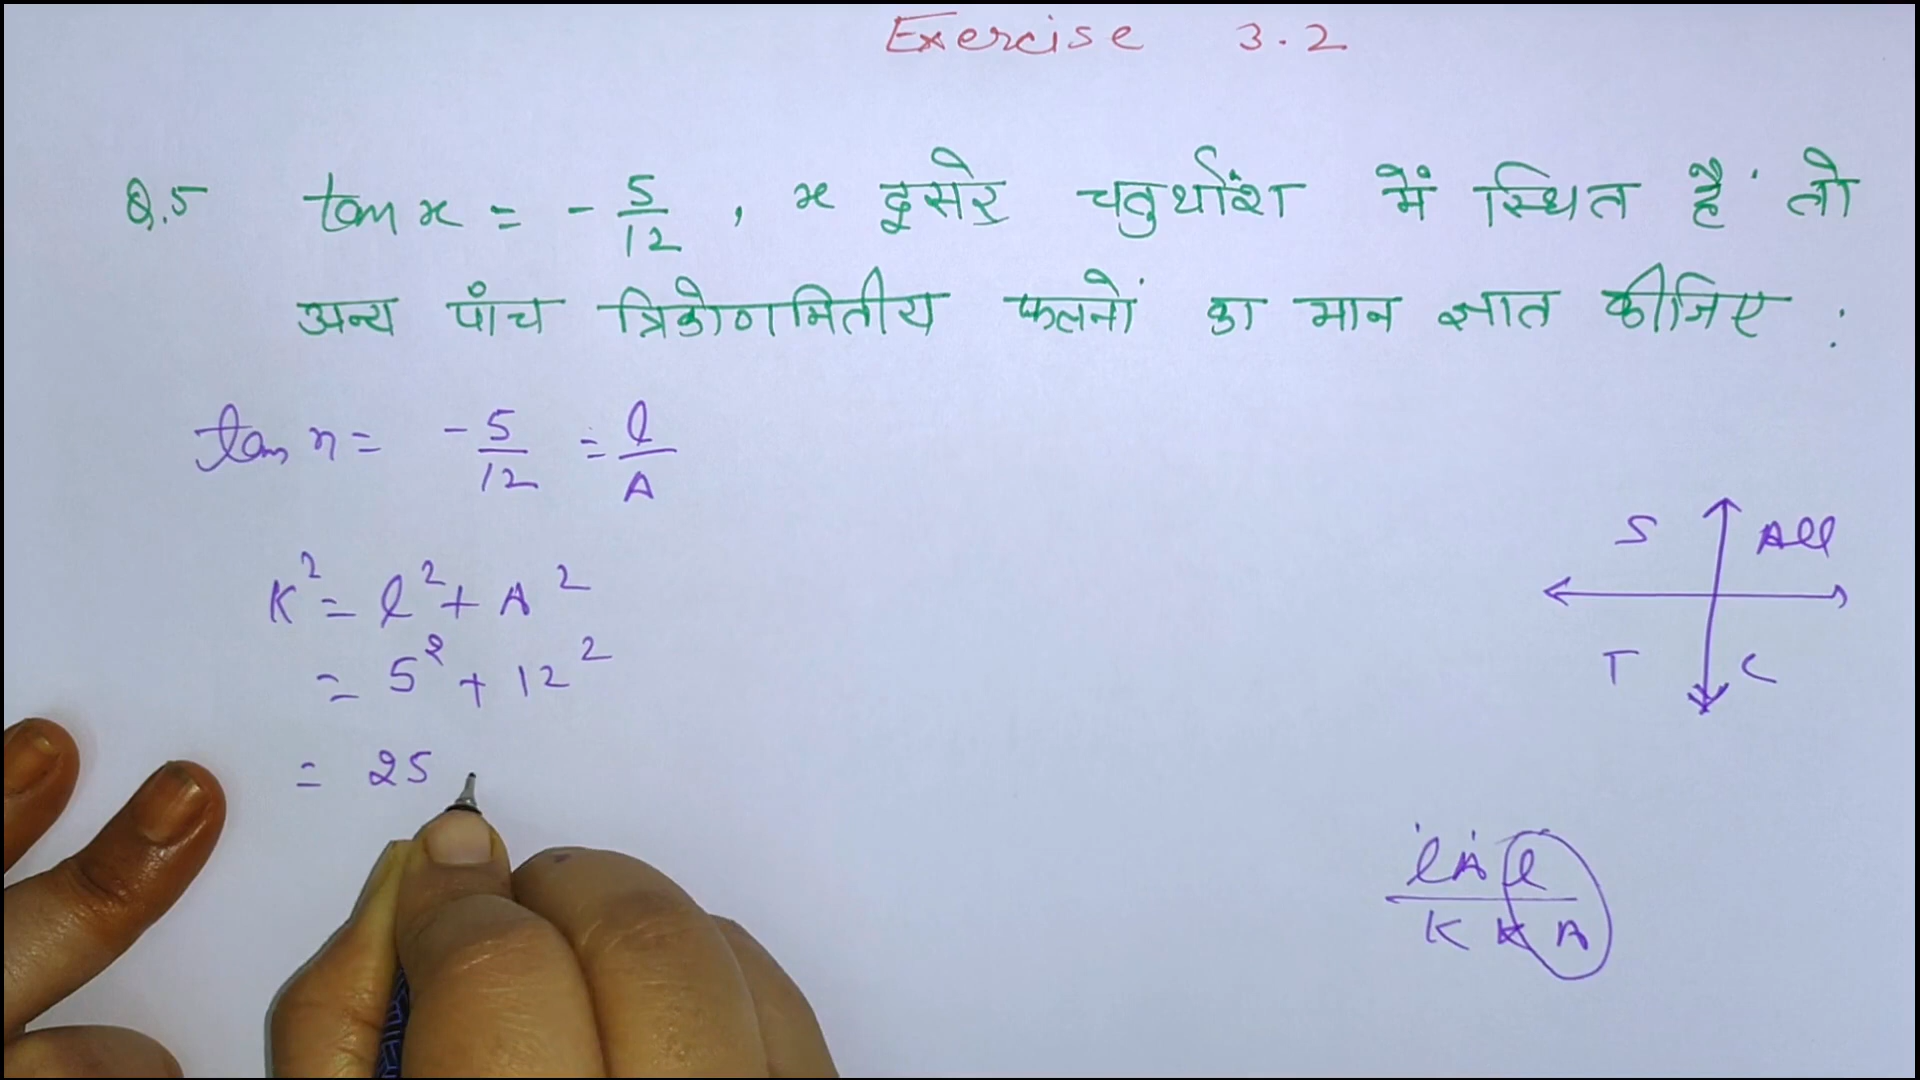 Exercise 3.2
Q.5 tan x = - 5/12 , x दूसरे चतुर्थांश में स्थित है तो
अन्य पांच त्रिकोणमितीय फलनों का मान ज्ञात कीजिए :
tan x = -5/12 = l/A
K² = l² + A²
= 5² + 12²
= 25
S All
T C
l A l
K K A